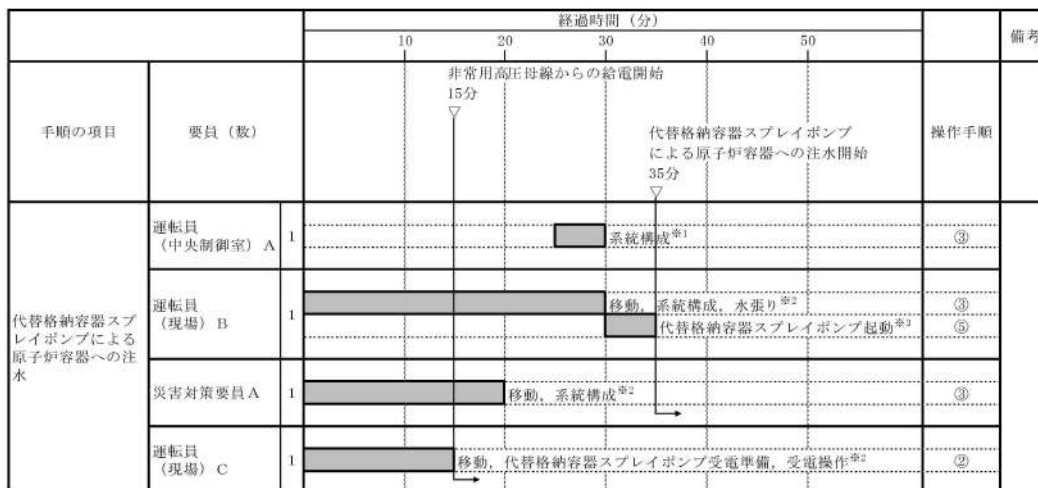 経過時間（分）
備考
10 20 30 40 50
手順の項目
要員（数）
操作手順
非常用高圧母線からの給電開始
15分
▽
代替格納容器スプレイポンプ
による原子炉容器への注水開始
35分
▽
代替格納容器スプ
レイポンプによる
原子炉容器への注
水
運転員
（中央制御室）A
1
系統構成※1
③
運転員
（現場）B
1
移動，系統構成，水張り※2
③
代替格納容器スプレイポンプ起動※3
⑤
災害対策要員A
1
移動，系統構成※2
③
運転員
（現場）C
1
移動，代替格納容器スプレイポンプ受電準備，受電操作※2
②